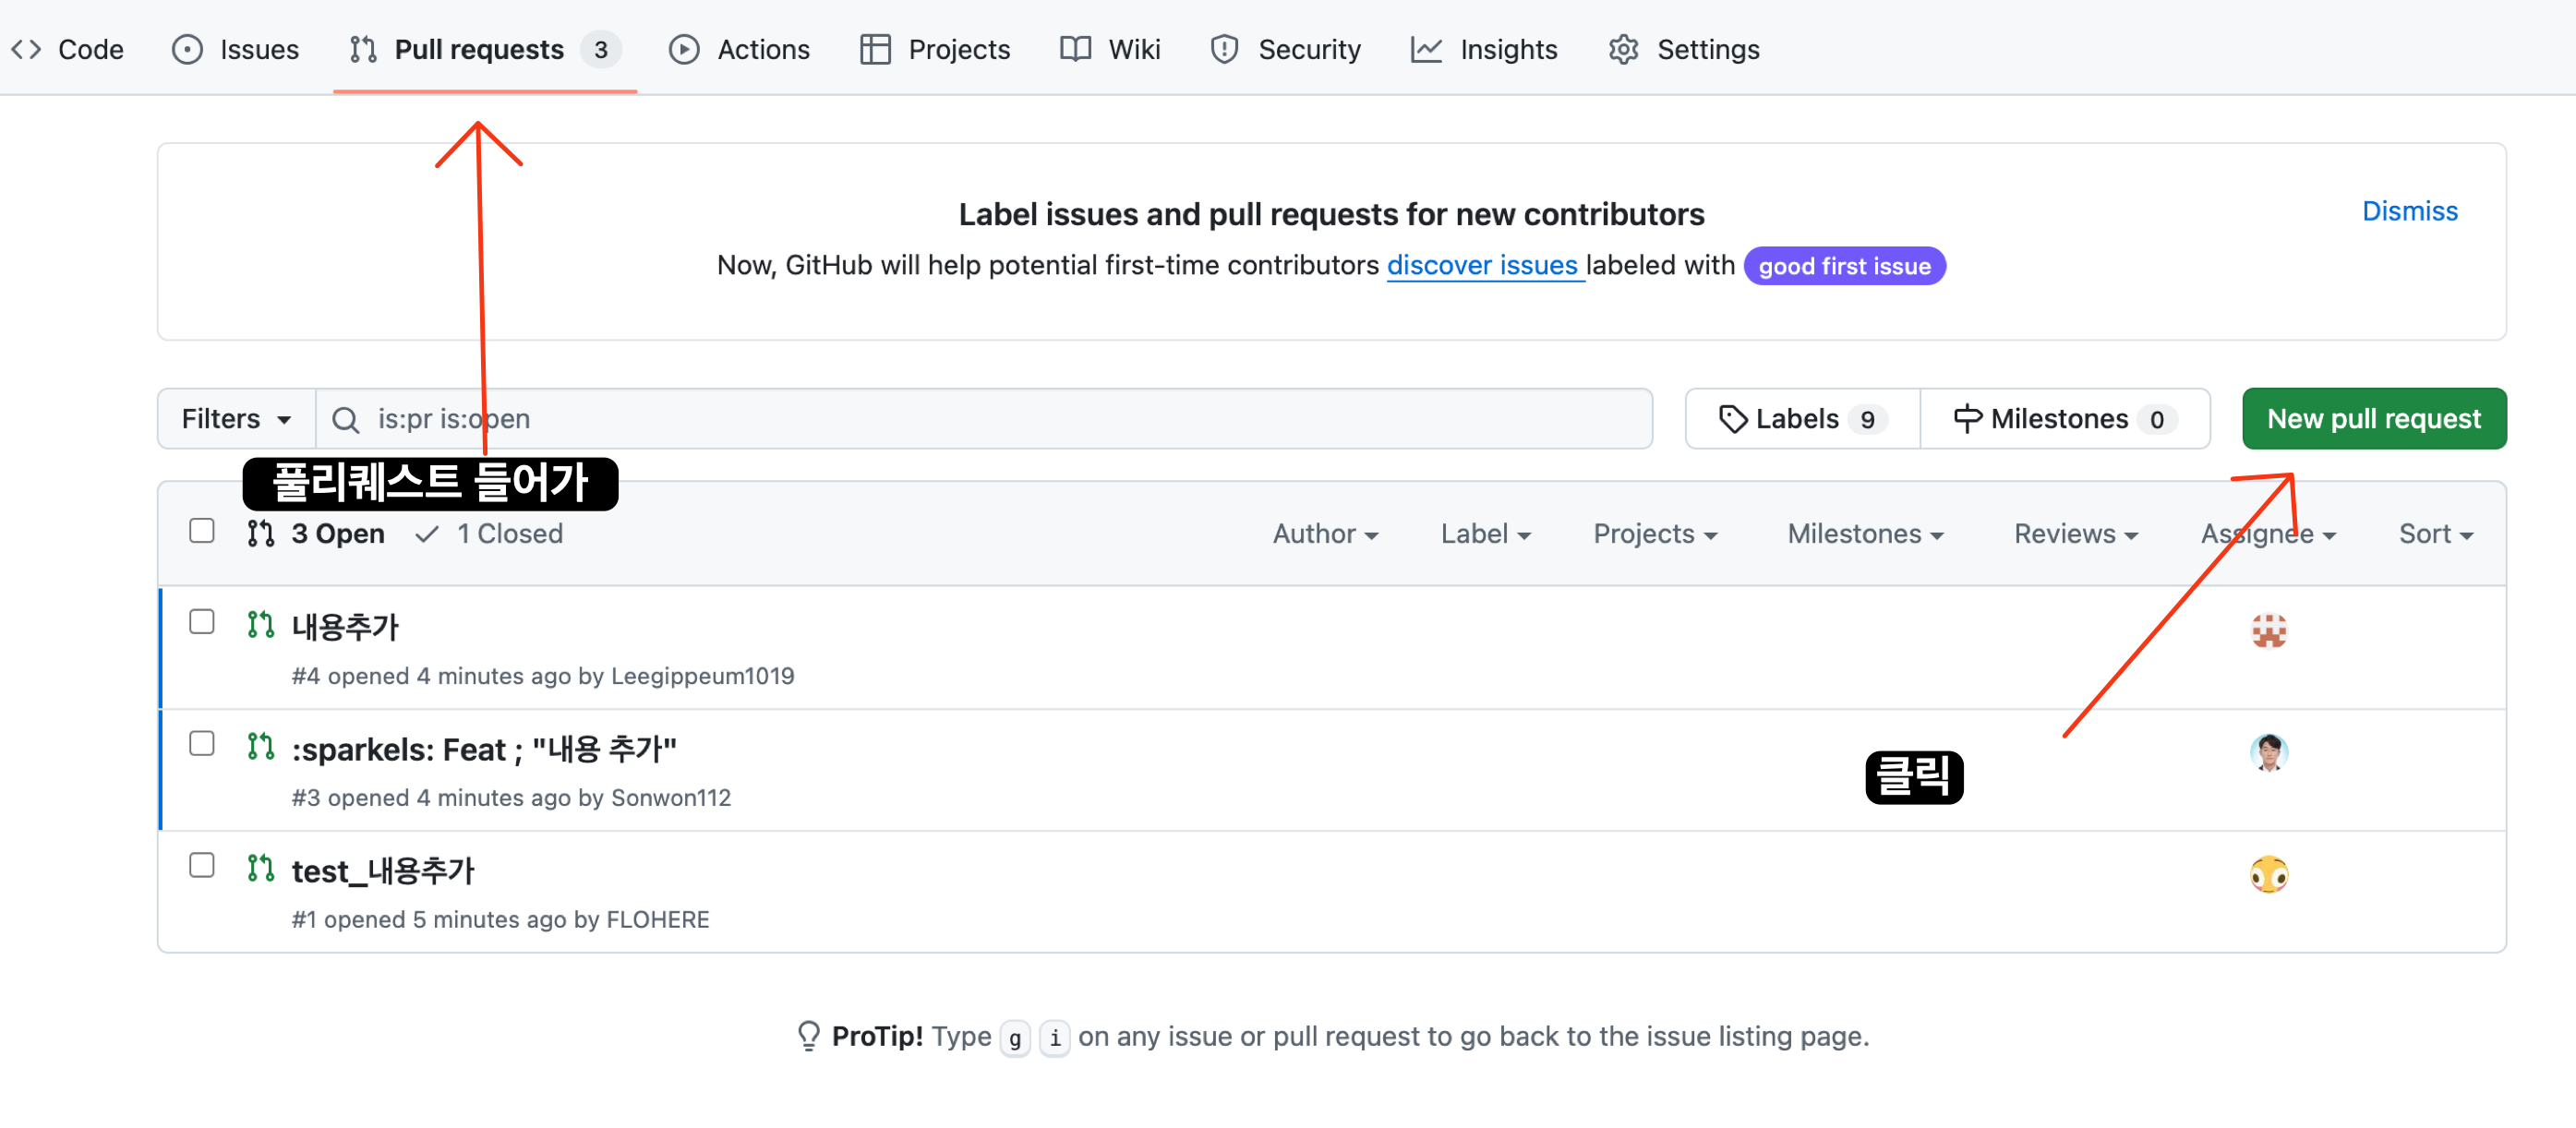 Code Issues Pull requests 3 Actions Projects Wiki Security Insights Settings
Label issues and pull requests for new contributors
Dismiss
Now, GitHub will help potential first-time contributors discover issues labeled with good first issue
Filters is:pr is:open Labels 9 Milestones 0 New pull request
풀리퀘스트 들어가
3 Open 1 Closed Author Label Projects Milestones Reviews Assignee Sort
내용추가
#4 opened 4 minutes ago by Leegippeum1019
:sparkels: Feat ; "내용 추가"
클릭
#3 opened 4 minutes ago by Sonwon112
test_내용추가
#1 opened 5 minutes ago by FLOHERE
ProTip! Type g i on any issue or pull request to go back to the issue listing page.